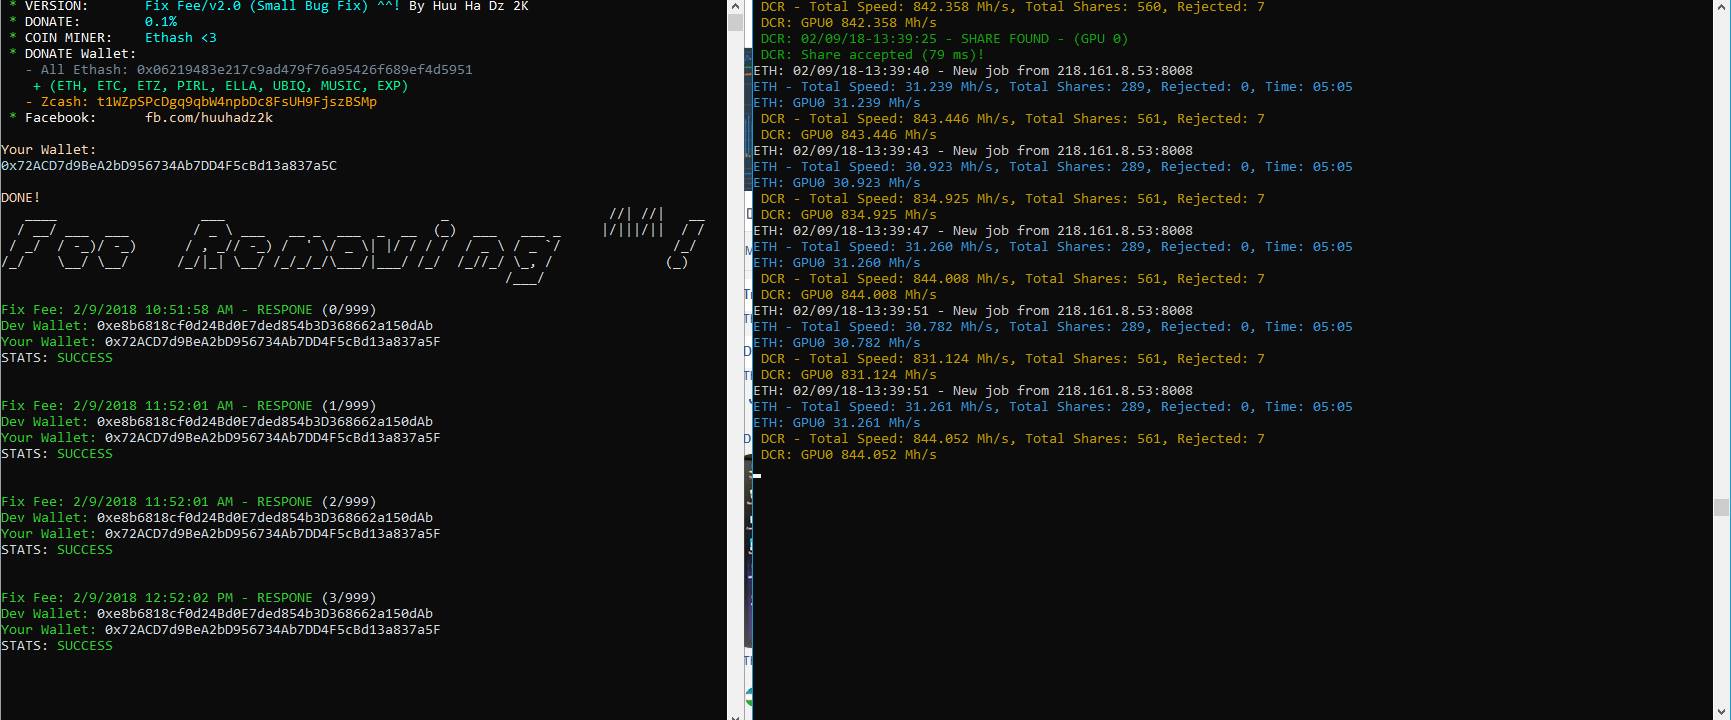 * VERSION: Fix Fee/v2.0 (Small Bug Fix) ^^! By Huu Ha Dz 2K
* DONATE: 0.1%
* COIN MINER: Ethash <3
* DONATE Wallet:
- All Ethash: 0x06219483e217c9ad479f76a95426f689ef4d5951
+ (ETH, ETC, ETZ, PIRL, ELLA, UBIQ, MUSIC, EXP)
- Zcash: t1WZpSPcDgq9qbW4npbDc8FsUH9FjszBSMp
* Facebook: fb.com/huuhadz2k
Your Wallet:
0x72ACD7d9BeA2bD956734Ab7DD4F5cBd13a837a5C
DONE!
Fee Removing
Fix Fee: 2/9/2018 10:51:58 AM - RESPONE (0/999)
Dev Wallet: 0xe8b6818cf0d24Bd0E7ded854b3D368662a150dAb
Your Wallet: 0x72ACD7d9BeA2bD956734Ab7DD4F5cBd13a837a5F
STATS: SUCCESS
Fix Fee: 2/9/2018 11:52:01 AM - RESPONE (1/999)
Dev Wallet: 0xe8b6818cf0d24Bd0E7ded854b3D368662a150dAb
Your Wallet: 0x72ACD7d9BeA2bD956734Ab7DD4F5cBd13a837a5F
STATS: SUCCESS
Fix Fee: 2/9/2018 11:52:01 AM - RESPONE (2/999)
Dev Wallet: 0xe8b6818cf0d24Bd0E7ded854b3D368662a150dAb
Your Wallet: 0x72ACD7d9BeA2bD956734Ab7DD4F5cBd13a837a5F
STATS: SUCCESS
Fix Fee: 2/9/2018 12:52:02 PM - RESPONE (3/999)
Dev Wallet: 0xe8b6818cf0d24Bd0E7ded854b3D368662a150dAb
Your Wallet: 0x72ACD7d9BeA2bD956734Ab7DD4F5cBd13a837a5F
STATS: SUCCESS
DCR - Total Speed: 842.358 Mh/s, Total Shares: 560, Rejected: 7
DCR: GPU0 842.358 Mh/s
DCR: 02/09/18-13:39:25 - SHARE FOUND - (GPU 0)
DCR: Share accepted (79 ms)!
ETH: 02/09/18-13:39:40 - New job from 218.161.8.53:8008
ETH - Total Speed: 31.239 Mh/s, Total Shares: 289, Rejected: 0, Time: 05:05
ETH: GPU0 31.239 Mh/s
DCR - Total Speed: 843.446 Mh/s, Total Shares: 561, Rejected: 7
DCR: GPU0 843.446 Mh/s
ETH: 02/09/18-13:39:43 - New job from 218.161.8.53:8008
ETH - Total Speed: 30.923 Mh/s, Total Shares: 289, Rejected: 0, Time: 05:05
ETH: GPU0 30.923 Mh/s
DCR - Total Speed: 834.925 Mh/s, Total Shares: 561, Rejected: 7
DCR: GPU0 834.925 Mh/s
ETH: 02/09/18-13:39:47 - New job from 218.161.8.53:8008
ETH - Total Speed: 31.260 Mh/s, Total Shares: 289, Rejected: 0, Time: 05:05
ETH: GPU0 31.260 Mh/s
DCR - Total Speed: 844.008 Mh/s, Total Shares: 561, Rejected: 7
DCR: GPU0 844.008 Mh/s
ETH: 02/09/18-13:39:51 - New job from 218.161.8.53:8008
ETH - Total Speed: 30.782 Mh/s, Total Shares: 289, Rejected: 0, Time: 05:05
ETH: GPU0 30.782 Mh/s
DCR - Total Speed: 831.124 Mh/s, Total Shares: 561, Rejected: 7
DCR: GPU0 831.124 Mh/s
ETH: 02/09/18-13:39:51 - New job from 218.161.8.53:8008
ETH - Total Speed: 31.261 Mh/s, Total Shares: 289, Rejected: 0, Time: 05:05
ETH: GPU0 31.261 Mh/s
DCR - Total Speed: 844.052 Mh/s, Total Shares: 561, Rejected: 7
DCR: GPU0 844.052 Mh/s